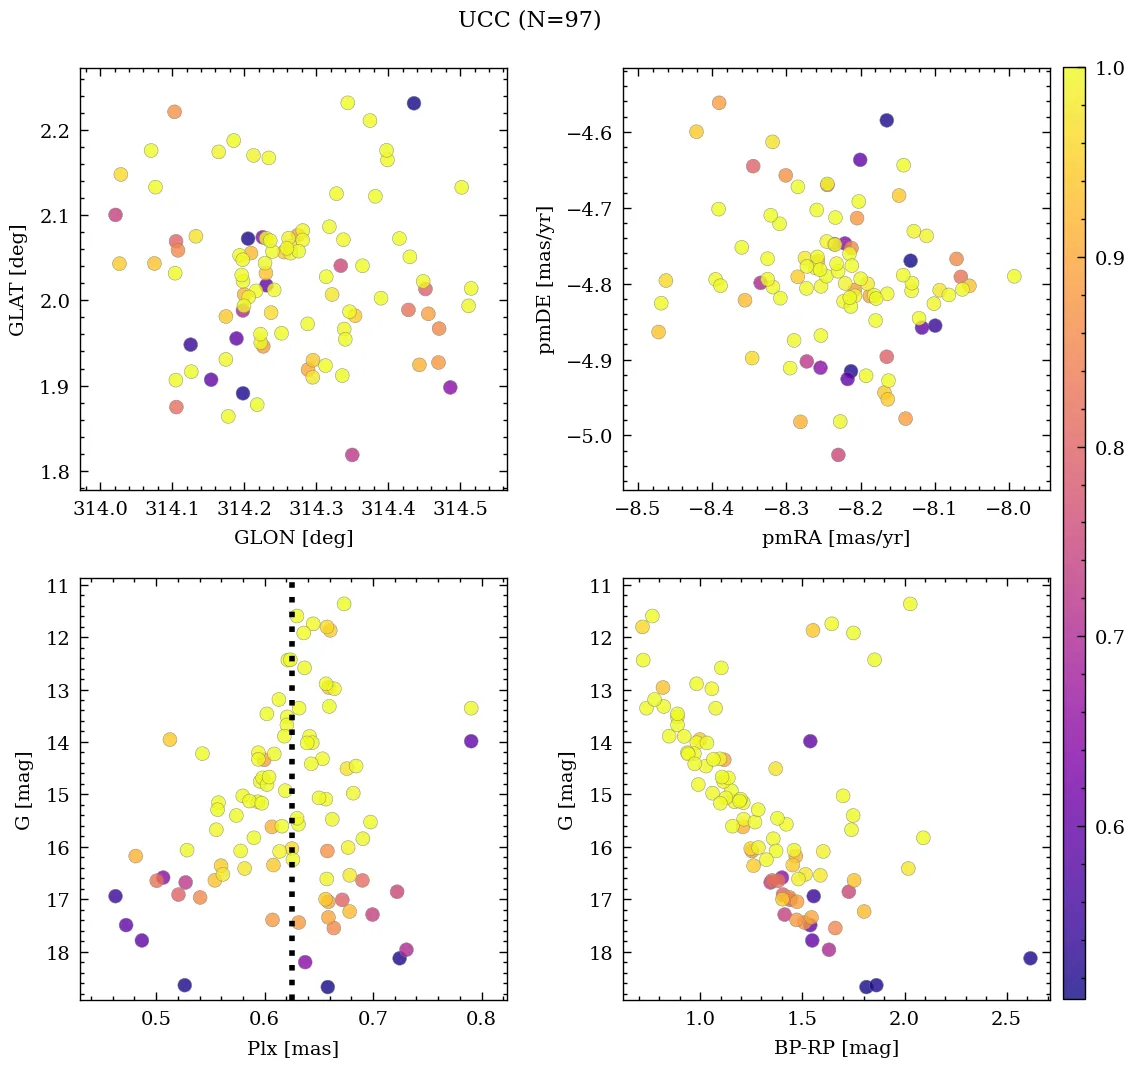 UCC (N=97)
2.2
2.1
2.0
1.9
1.8
GLAT [deg]
314.0 314.1 314.2 314.3 314.4 314.5
GLON [deg]
−4.6
−4.7
−4.8
−4.9
−5.0
pmDE [mas/yr]
−8.5 −8.4 −8.3 −8.2 −8.1 −8.0
pmRA [mas/yr]
11
12
13
14
15
16
17
18
G [mag]
0.5 0.6 0.7 0.8
Plx [mas]
11
12
13
14
15
16
17
18
G [mag]
1.0 1.5 2.0 2.5
BP-RP [mag]
1.0
0.9
0.8
0.7
0.6